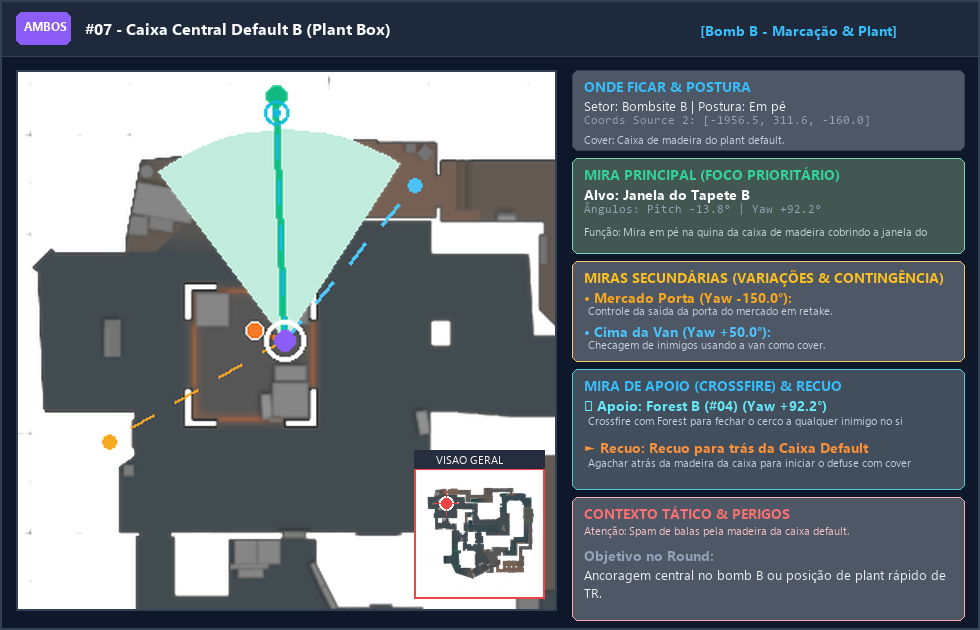 AMBOS
#07 - Caixa Central Default B (Plant Box)
[Bomb B - Marcação & Plant]
ONDE FICAR & POSTURA
Setor: Bombsite B | Postura: Em pé
Coords Source 2: [-1956.5, 311.6, -160.0]
Cover: Caixa de madeira do plant default.
MIRA PRINCIPAL (FOCO PRIORITÁRIO)
Alvo: Janela do Tapete B
Ângulos: Pitch -13.8° | Yaw +92.2°
Função: Mira em pé na quina da caixa de madeira cobrindo a janela do
MIRAS SECUNDÁRIAS (VARIAÇÕES & CONTINGÊNCIA)
• Mercado Porta (Yaw -150.0°):
Controle da saída da porta do mercado em retake.
• Cima da Van (Yaw +50.0°):
Checagem de inimigos usando a van como cover.
MIRA DE APOIO (CROSSFIRE) & RECUO
Apoio: Forest B (#04) (Yaw +92.2°)
Crossfire com Forest para fechar o cerco a qualquer inimigo no si
► Recuo: Recuo para trás da Caixa Default
Agachar atrás da madeira da caixa para iniciar o defuse com cover
VISAO GERAL
CONTEXTO TÁTICO & PERIGOS
Atenção: Spam de balas pela madeira da caixa default.
Objetivo no Round:
Ancoragem central no bomb B ou posição de plant rápido de
TR.